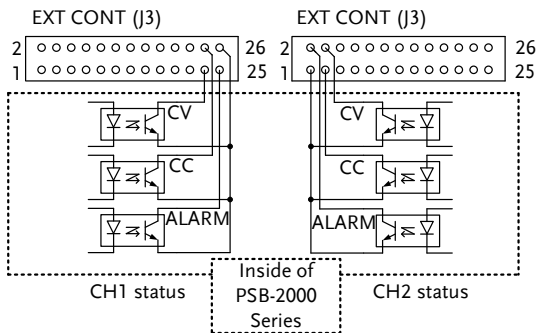 EXT CONT (J3) EXT CONT (J3)
2 26 2 26
1 25 1 25
CV CV
CC CC
ALARM ALARM
CH1 status Inside of PSB-2000 Series CH2 status